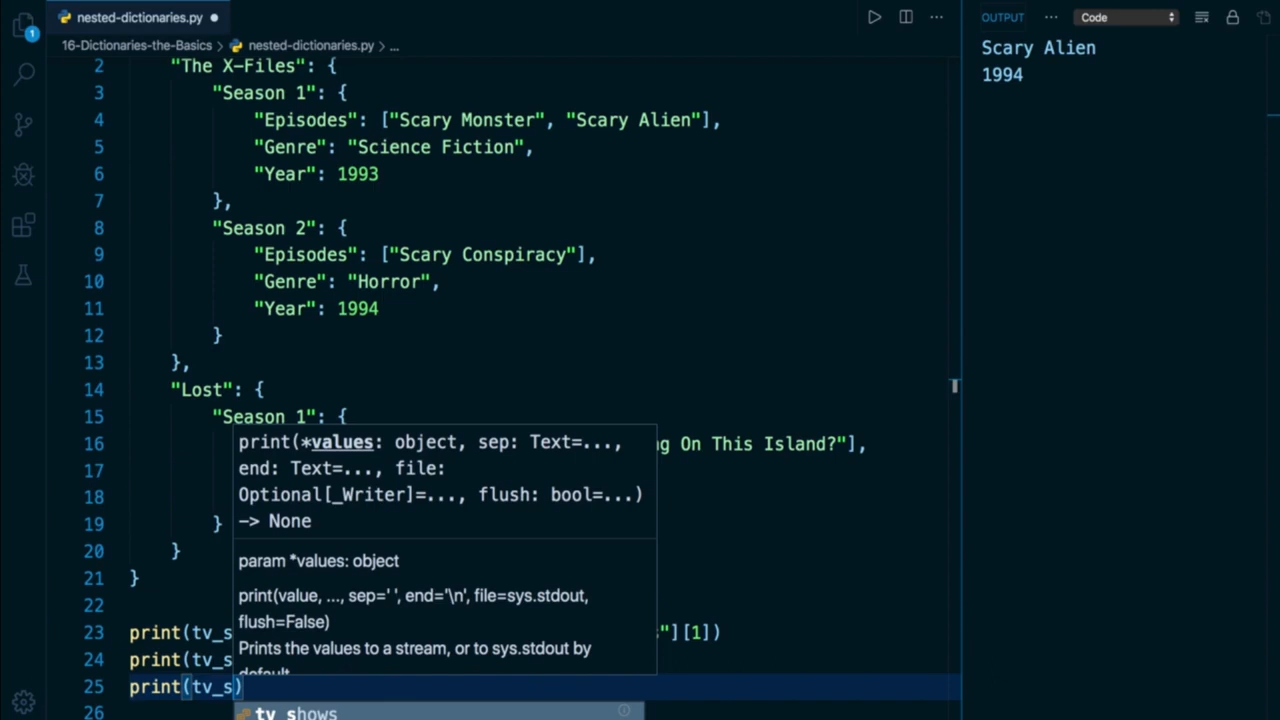 nested-dictionaries.py
OUTPUT
Code
1
16-Dictionaries-the-Basics > nested-dictionaries.py > ...
Scary Alien
1994
2 "The X-Files": {
3 "Season 1": {
4 "Episodes": ["Scary Monster", "Scary Alien"],
5 "Genre": "Science Fiction",
6 "Year": 1993
7 },
8 "Season 2": {
9 "Episodes": ["Scary Conspiracy"],
10 "Genre": "Horror",
11 "Year": 1994
12 }
13 },
14 "Lost": {
15 "Season 1": {
16 g On This Island?"],
17
18
19 }
20 }
21 }
22
23 print(tv_s "][1])
24 print(tv_s
25 print(tv_s)
26
print(*values: object, sep: Text=...,
end: Text=..., file:
Optional[_Writer]=..., flush: bool=...)
-> None
param *values: object
print(value, ..., sep=' ', end='\n', file=sys.stdout,
flush=False)
Prints the values to a stream, or to sys.stdout by
default.
tv_shows